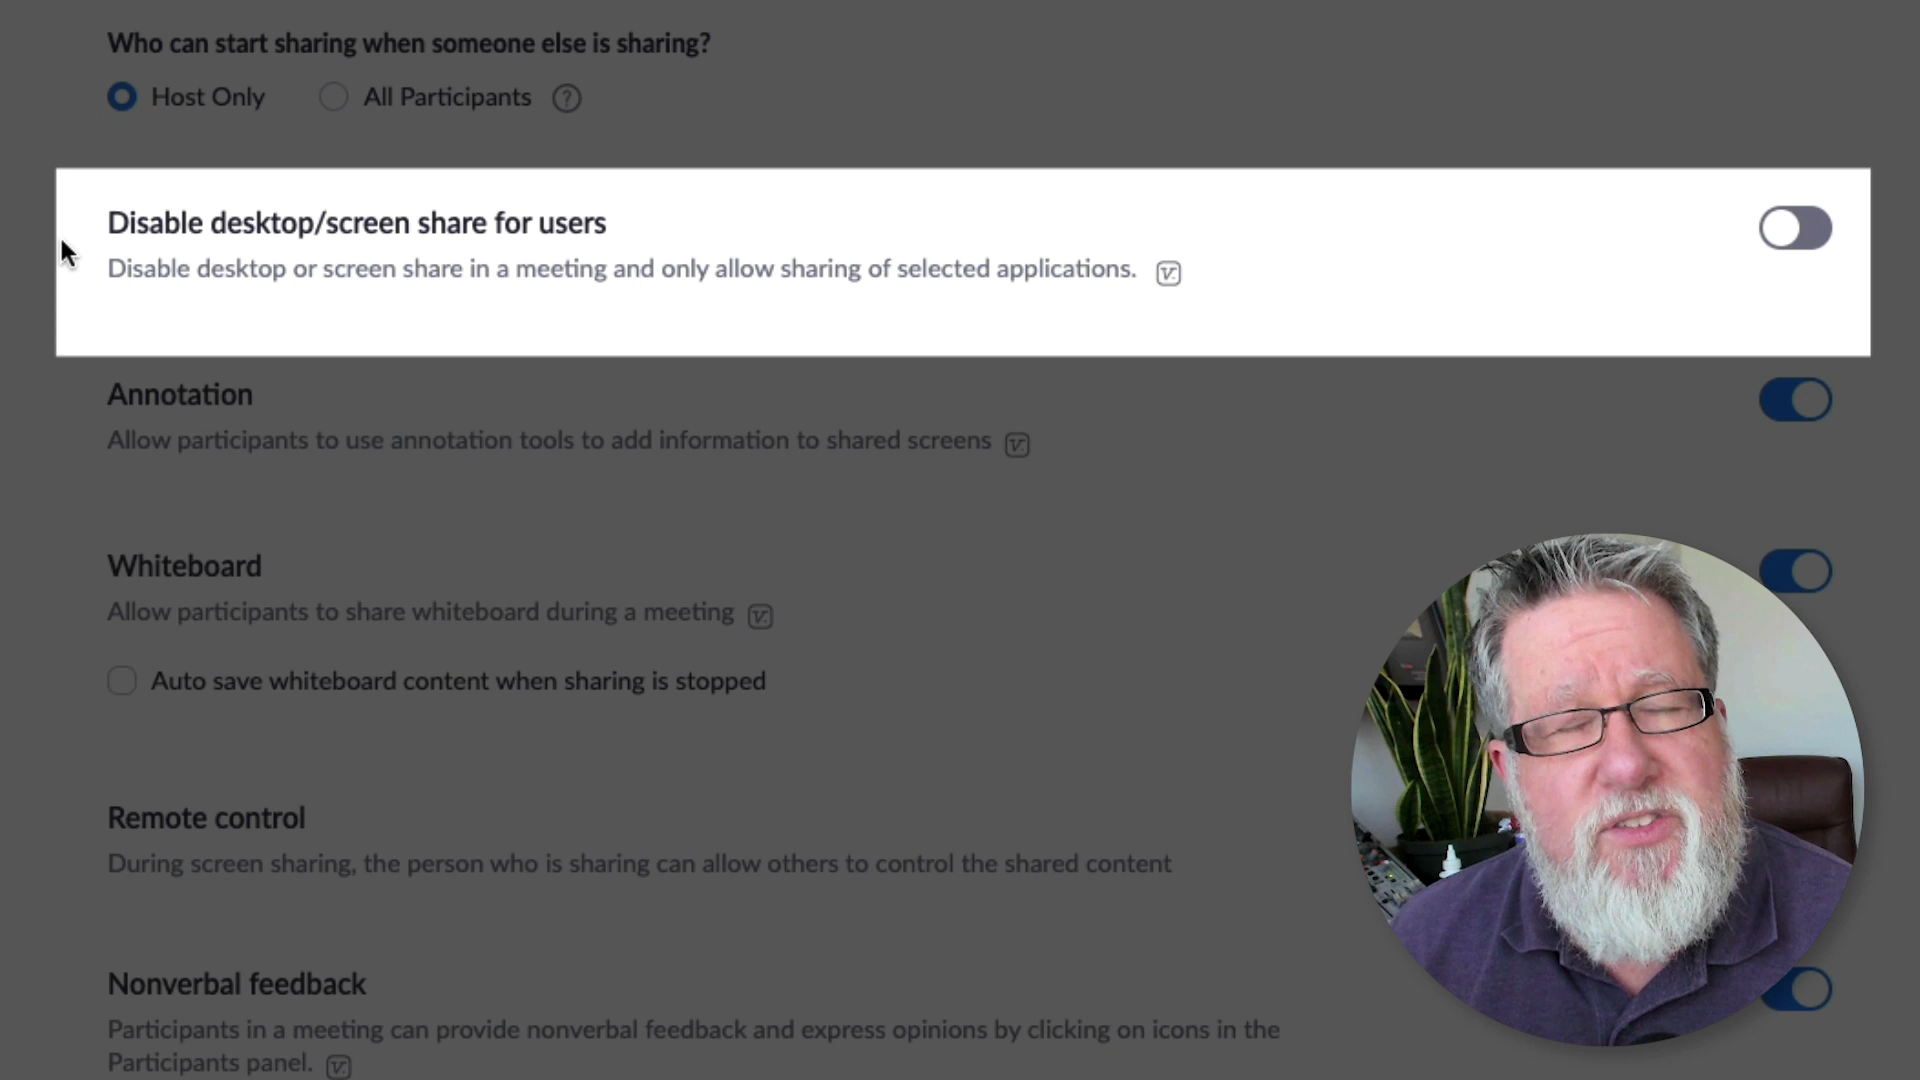 Who can start sharing when someone else is sharing?
Host Only All Participants ?
Disable desktop/screen share for users
Disable desktop or screen share in a meeting and only allow sharing of selected applications.
Annotation
Allow participants to use annotation tools to add information to shared screens
Whiteboard
Allow participants to share whiteboard during a meeting
Auto save whiteboard content when sharing is stopped
Remote control
During screen sharing, the person who is sharing can allow others to control the shared content
Nonverbal feedback
Participants in a meeting can provide nonverbal feedback and express opinions by clicking on icons in the
Participants panel.